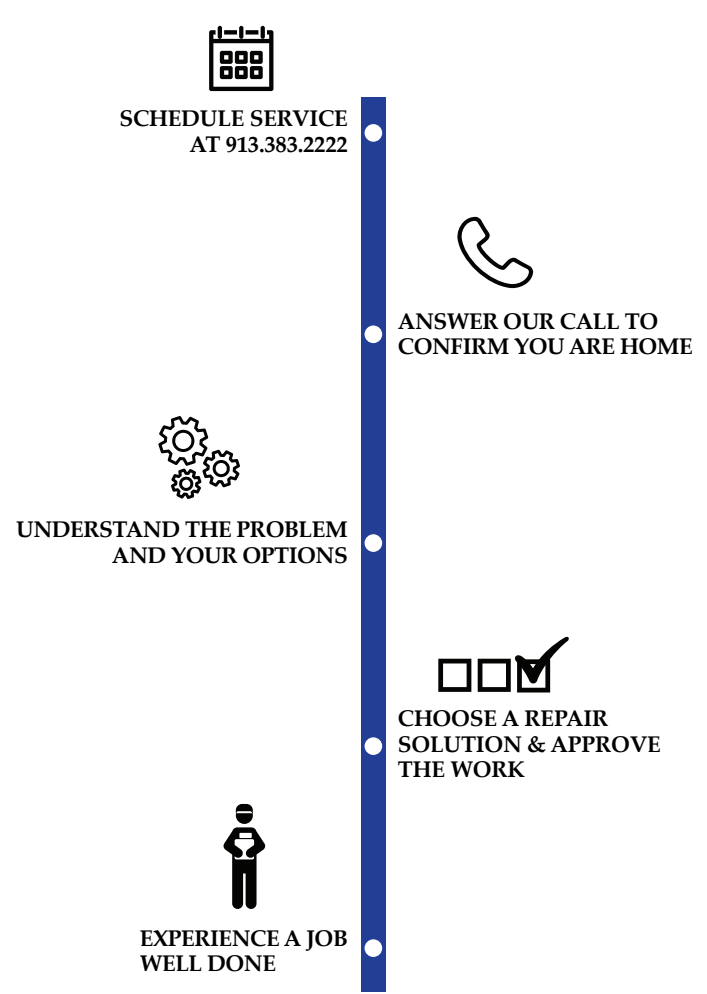 SCHEDULE SERVICE
AT 913.383.2222
ANSWER OUR CALL TO
CONFIRM YOU ARE HOME
UNDERSTAND THE PROBLEM
AND YOUR OPTIONS
CHOOSE A REPAIR
SOLUTION & APPROVE
THE WORK
EXPERIENCE A JOB
WELL DONE